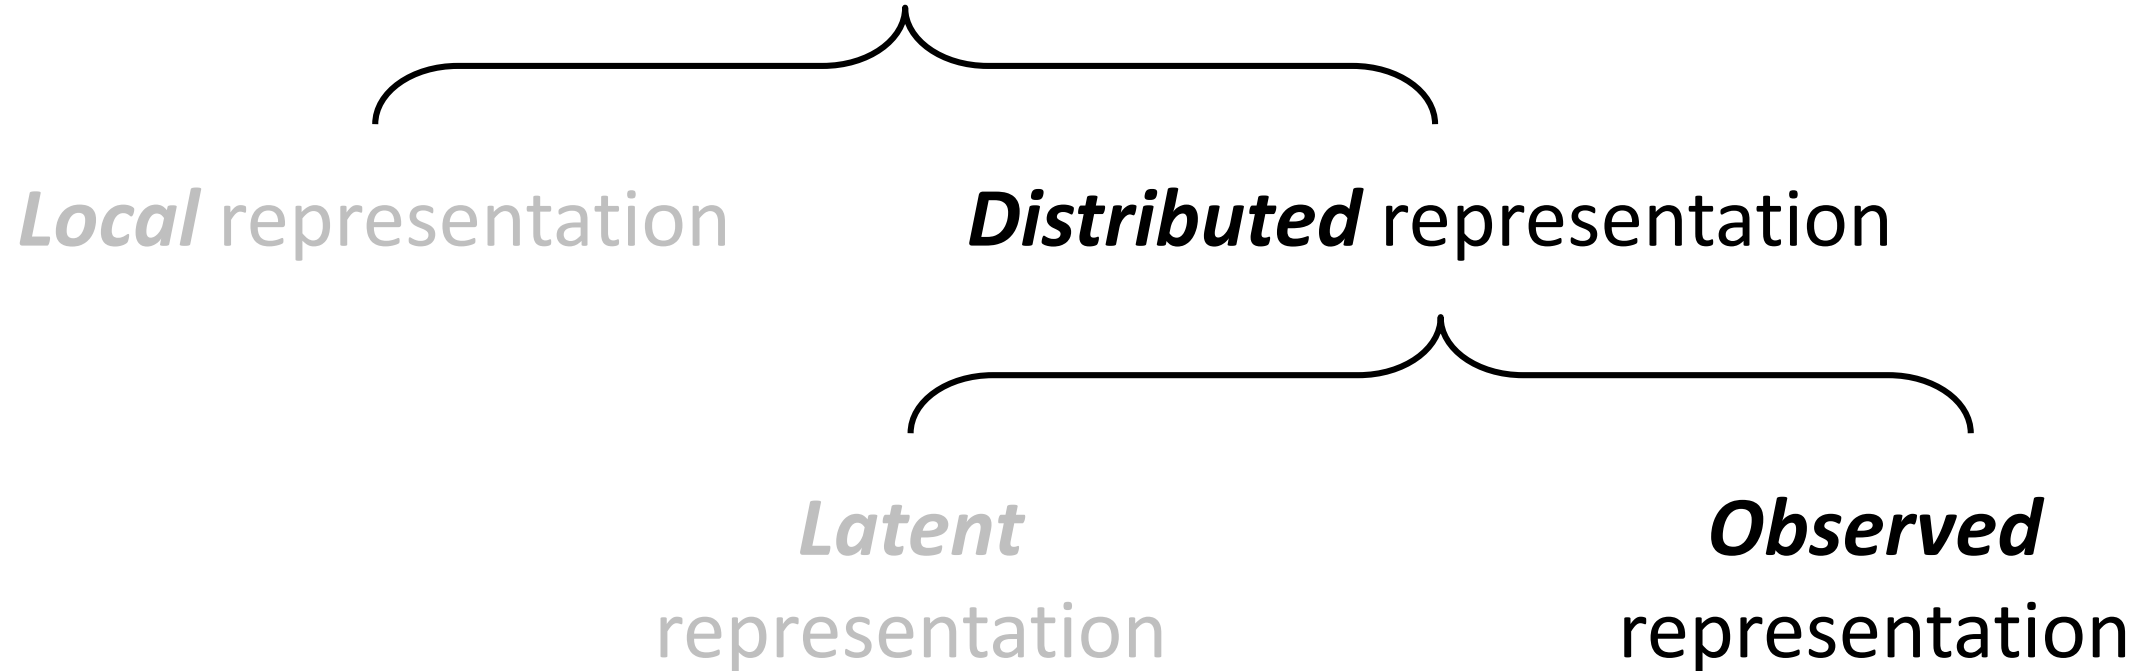 Local representation
Distributed representation
Latent
representation
Observed
representation